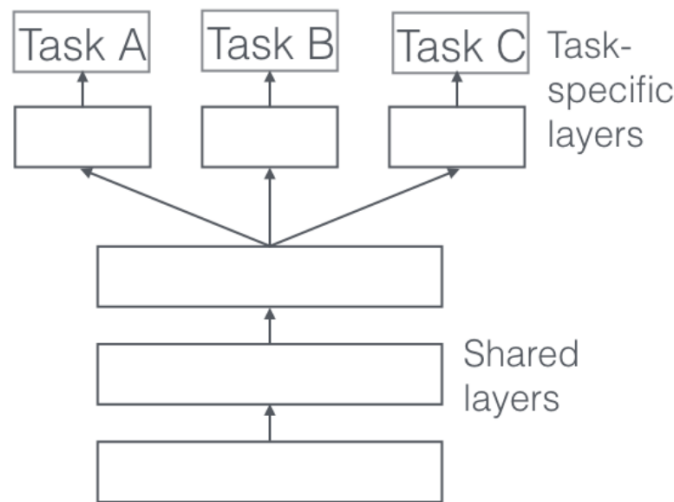 Task A
Task B
Task C
Task-
specific
layers
Shared
layers